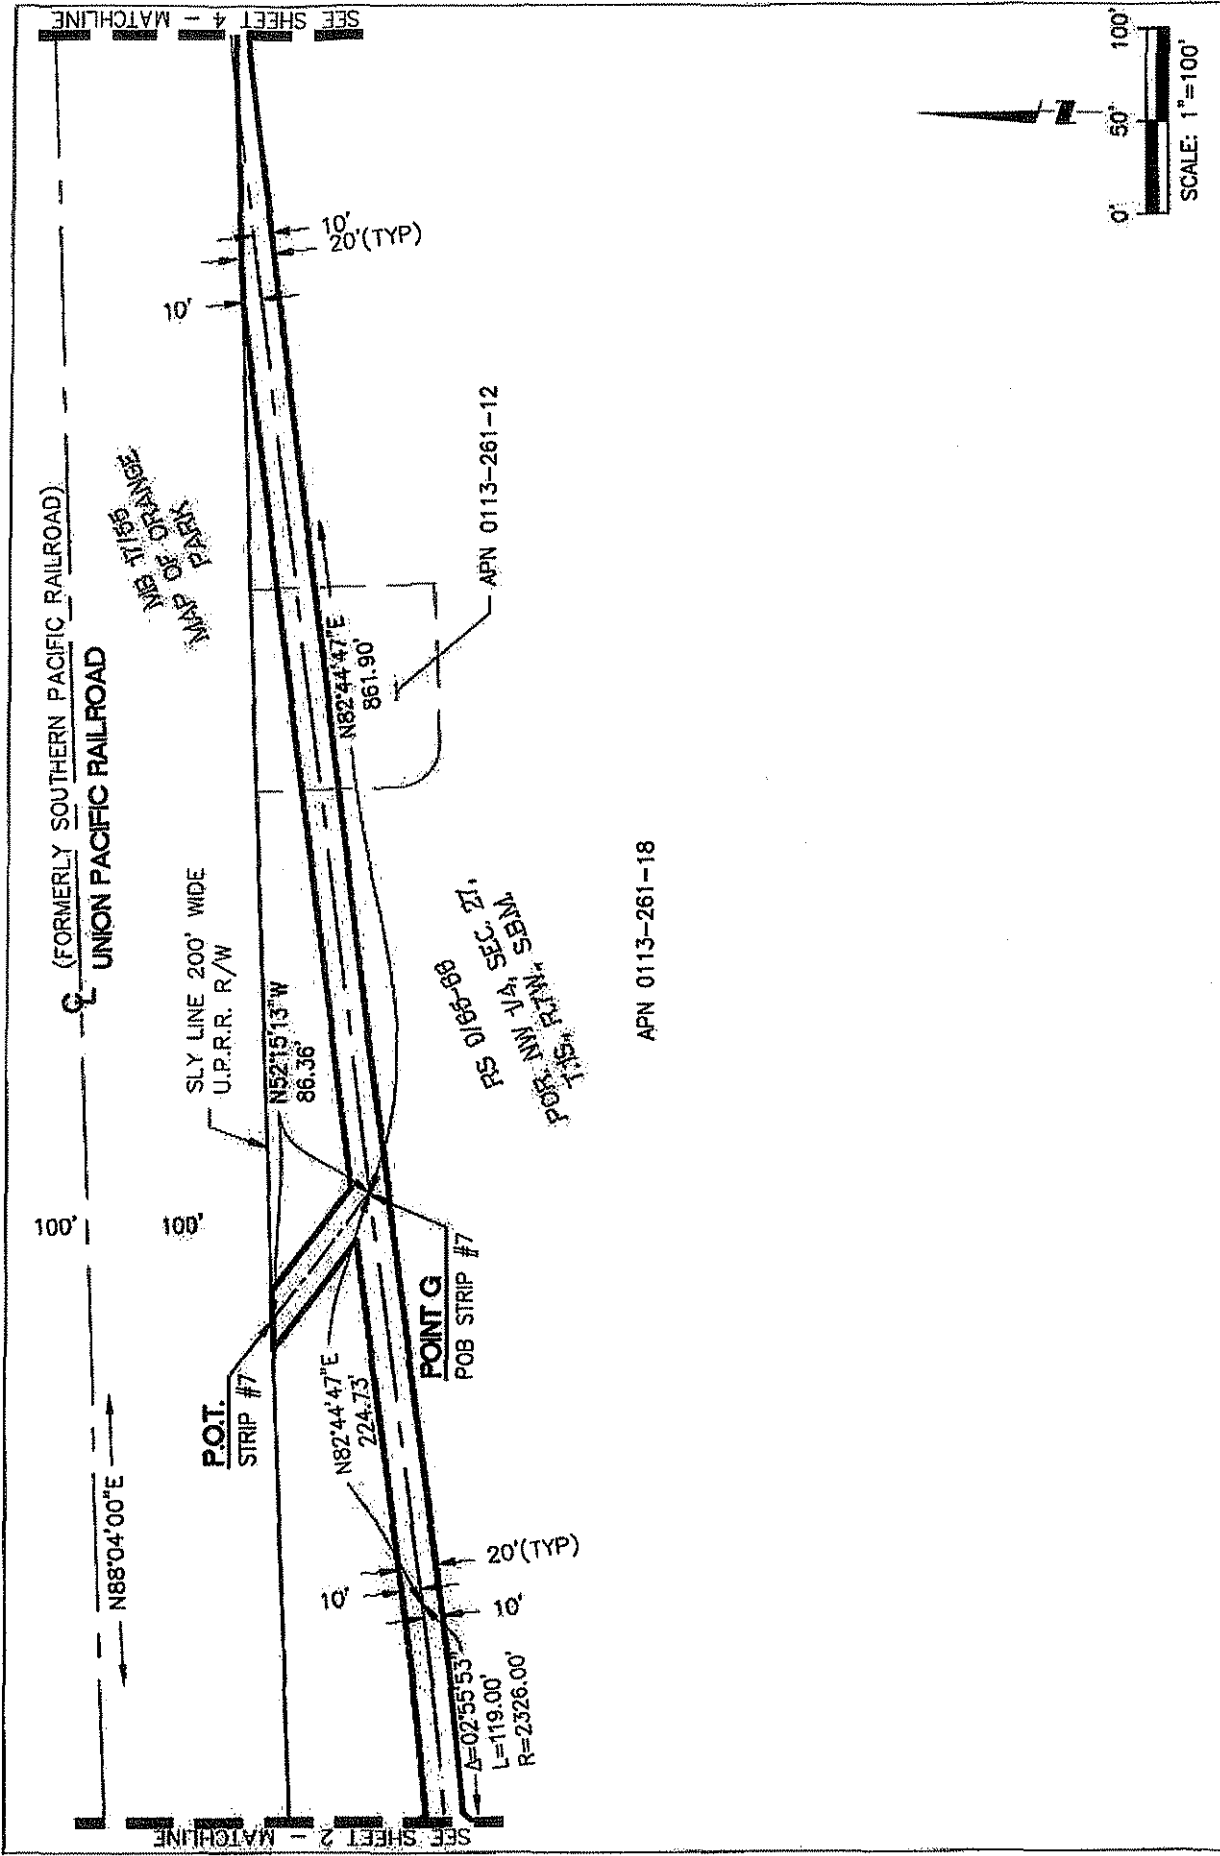 SEE SHEET 4 - MATCHLINE
(FORMERLY SOUTHERN PACIFIC RAILROAD)
℄ UNION PACIFIC RAILROAD
MB 17/55
MAP OF ORANGE
PARK
SLY LINE 200' WIDE
U.P.R.R. R/W
N88°04'00"E
100'
100'
N52°15'13"W
86.36'
P.O.T.
STRIP #7
POINT G
POB STRIP #7
N82°44'47"E
224.73'
N82°44'47"E
861.90'
10'
10'
20'(TYP)
10'
20'(TYP)
10'
Δ=02°55'53"
L=119.00'
R=2326.00'
APN 0113-261-12
RS 0/65-68
POR. NW 1/4, SEC. 27,
T.1S., R.7W., S.B.M.
APN 0113-261-18
SEE SHEET 2 - MATCHLINE
N
0' 50' 100'
SCALE: 1"=100'